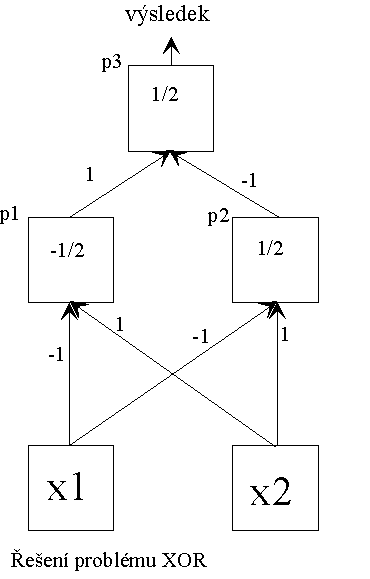 výsledek
p3
1/2
1
-1
p1
-1/2
p2
1/2
-1
1
-1
1
x1
x2
Řešení problému XOR